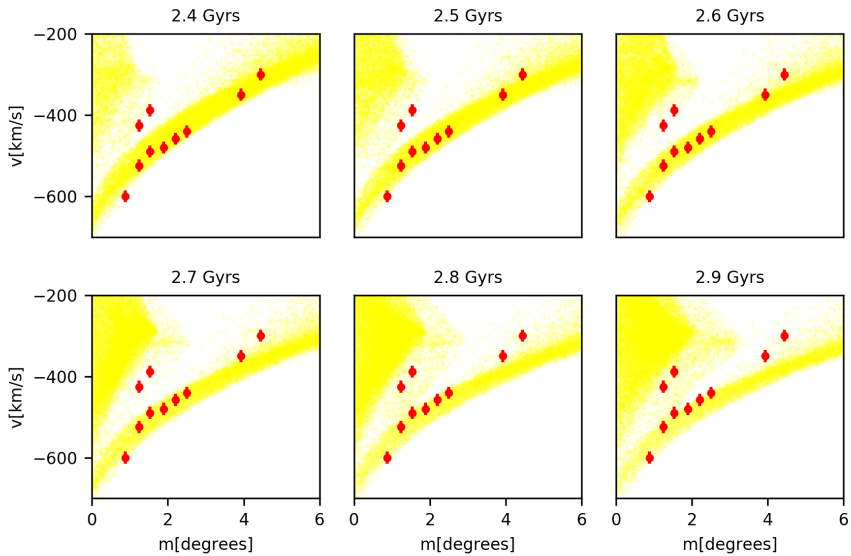 2.4 Gyrs 2.5 Gyrs 2.6 Gyrs
−200
−400
−600
v[km/s]
2.7 Gyrs 2.8 Gyrs 2.9 Gyrs
−200
−400
−600
v[km/s]
0 2 4 6 0 2 4 6 0 2 4 6
m[degrees] m[degrees] m[degrees]